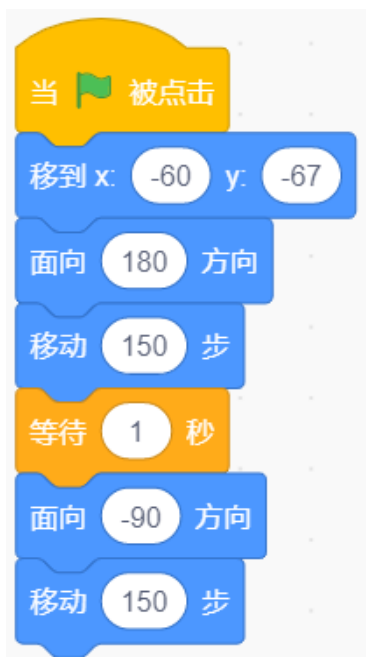 当 被点击
移到 x: -60 y: -67
面向 180 方向
移动 150 步
等待 1 秒
面向 -90 方向
移动 150 步